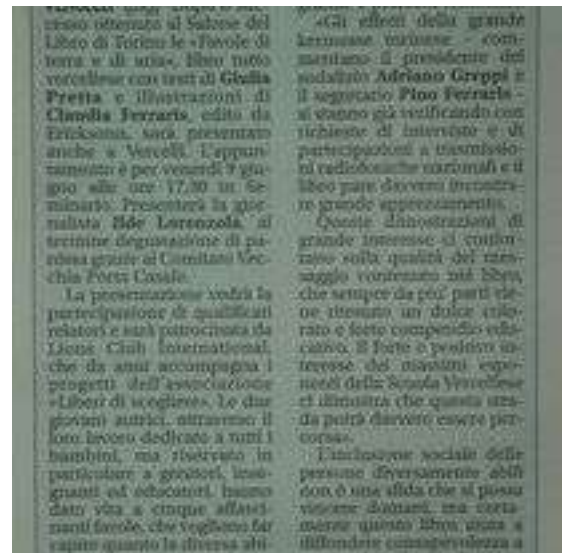 cesso ottenuto al Salone del
Libro di Torino le «Favole di
terra e di aria», libro tutto
vercellese con testi di Giulia
Pretta e illustrazioni di
Claudia Ferraris, edito da
Erickson, sarà presentato
anche a Vercelli. L'appun-
tamento è per venerdì 9 giu-
gno alle ore 17,30 in Se-
minario. Presenterà la gior-
nalista Ilde Lorenzola, al
termine degustazione di pa-
nissa grazie al Comitato Vec-
chia Porta Casale.
La presentazione vedrà la
partecipazione di qualificati
relatori e sarà patrocinata da
Lions Club International,
che da anni accompagna i
progetti dell'associazione
«Liberi di scegliere». Le due
giovani autrici, attraverso il
loro lavoro dedicato a tutti i
bambini, ma riservato in
particolare a genitori, inse-
gnanti ed educatori, hanno
dato vita a cinque affasci-
nanti favole, che vogliono far
capire quanto la diversa abi-
«Gli effetti della grande
kermesse torinese - com-
mentano il presidente del
sodalizio Adriano Greppi e
il segretario Pino Ferraris -
si stanno già verificando con
richieste di interviste e di
partecipazioni a trasmissio-
ni radiofoniche nazionali e il
libro pare davvero incontra-
re grande apprezzamento.
Queste dimostrazioni di
grande interesse ci confor-
tano sulla qualità del mes-
saggio contenuto nel libro,
che sempre da più parti vie-
ne ritenuto un dolce colo-
rato e forte compendio edu-
cativo. Il forte e positivo in-
teresse dei massimi espo-
nenti della Scuola Vercellese
ci dimostra che questa stra-
da potrà davvero essere per-
corsa».
L'inclusione sociale delle
persone diversamente abili
non è una sfida che si possa
vincere domani, ma certa-
mente questo libro aiuta a
diffondere consapevolezza a